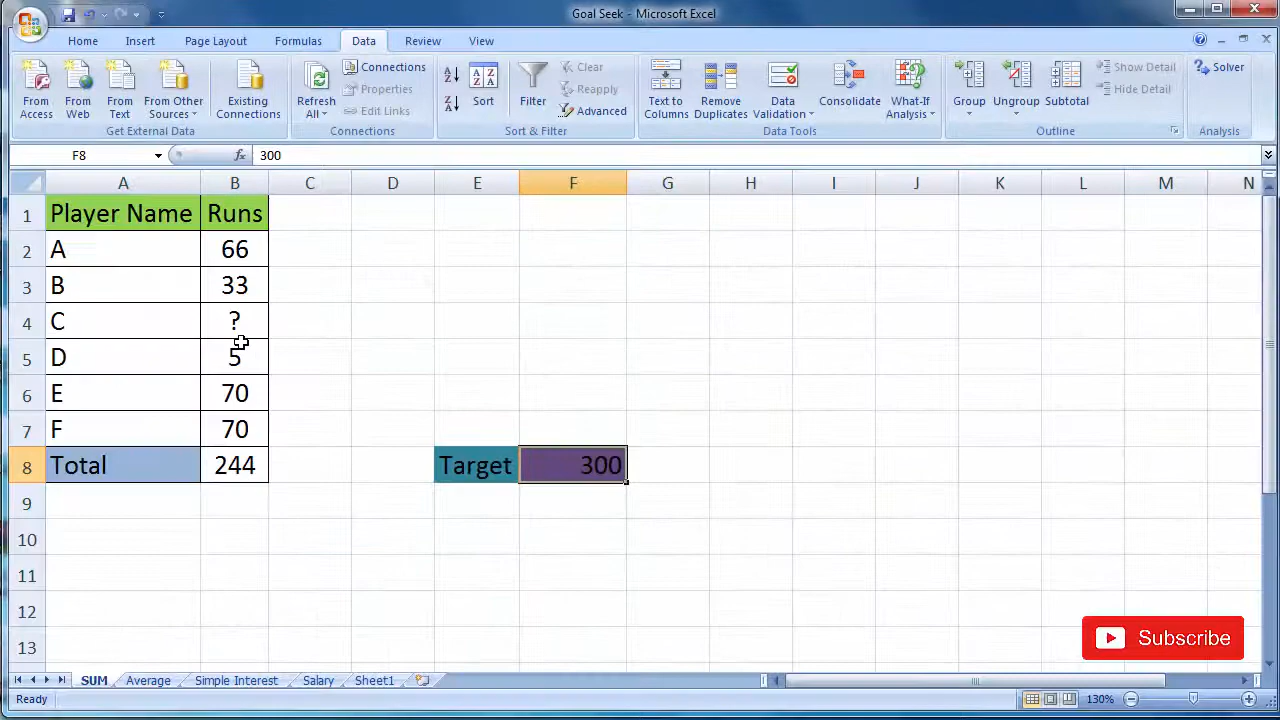 Goal Seek - Microsoft Excel
Home Insert Page Layout Formulas Data Review View
From Access
From Web
From Text
From Other Sources
Existing Connections
Get External Data
Refresh All
Connections
Properties
Edit Links
Connections
Sort
Filter
Clear
Reapply
Advanced
Sort & Filter
Text to Columns
Remove Duplicates
Data Validation
Consolidate
What-If Analysis
Data Tools
Group
Ungroup
Subtotal
Show Detail
Hide Detail
Outline
Solver
Analysis
F8 fx 300
A B C D E F G H I J K L M N
1 Player Name Runs
2 A 66
3 B 33
4 C ?
5 D 5
6 E 70
7 F 70
8 Total 244 Target 300
9
10
11
12
13
Subscribe
SUM Average Simple Interest Salary Sheet1
Ready 130%